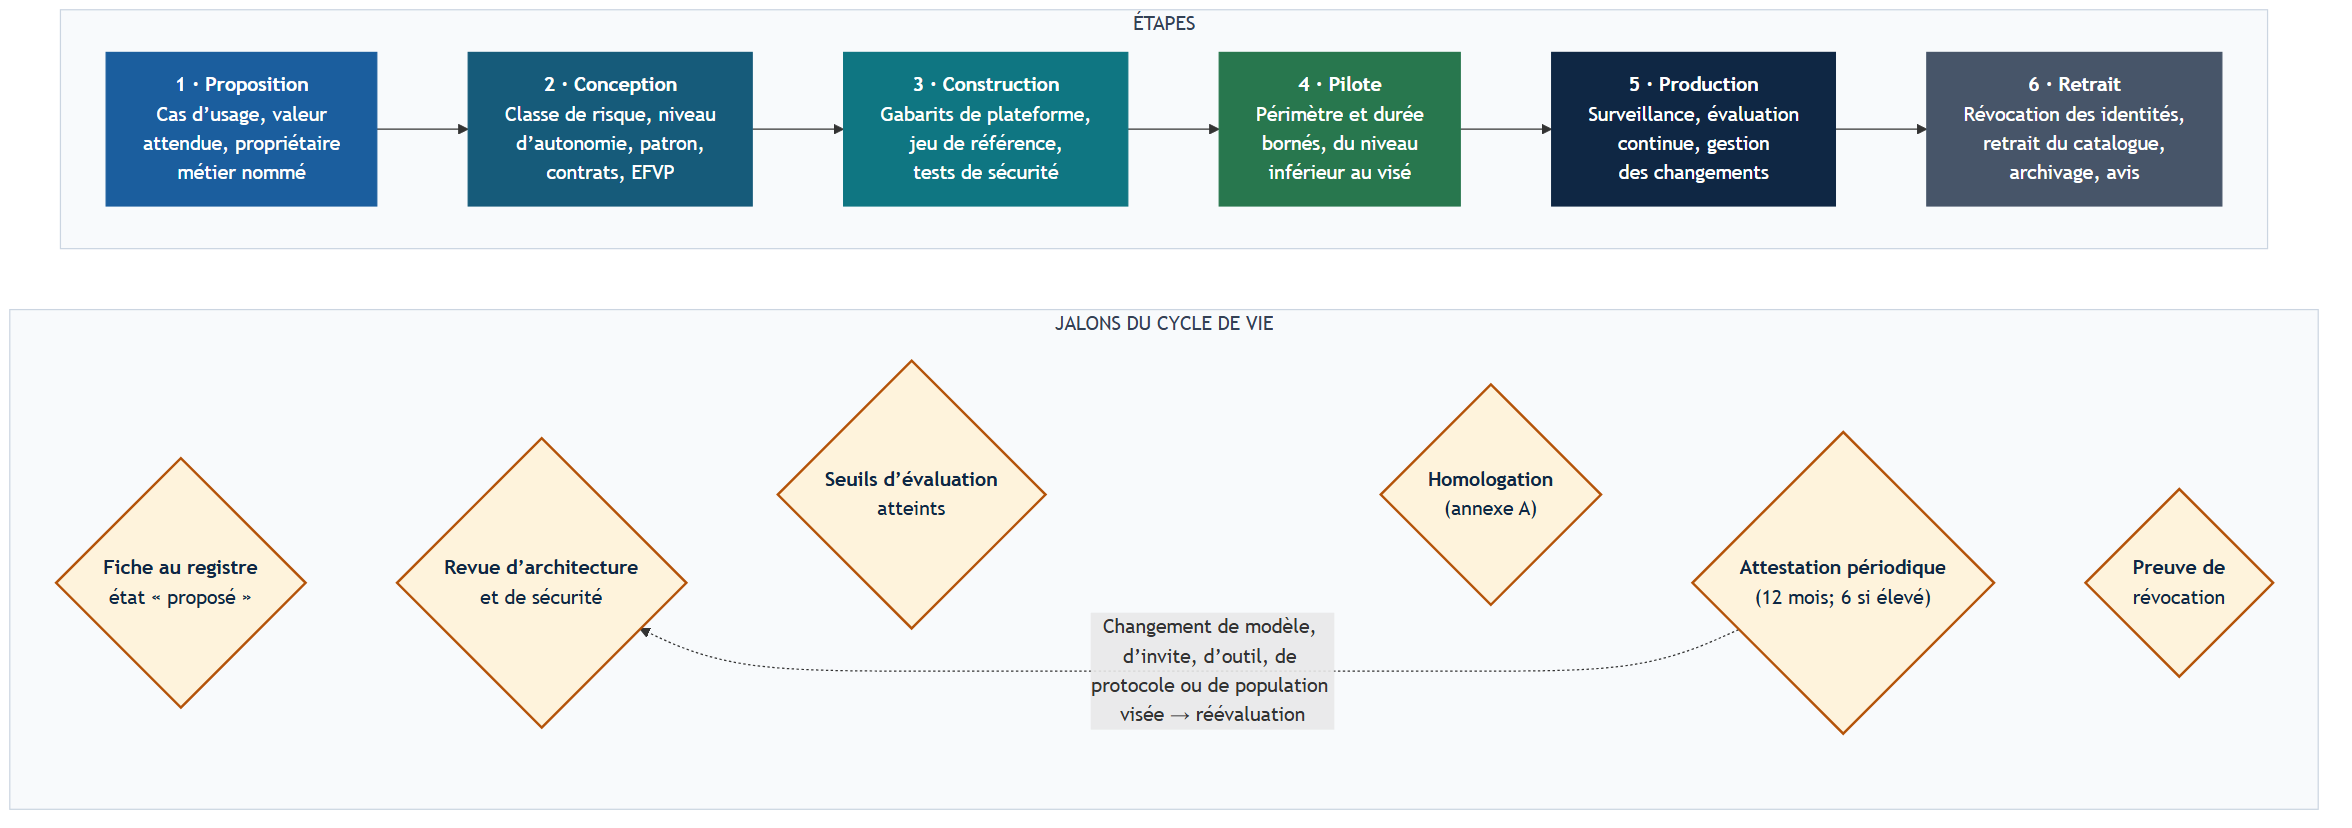 ÉTAPES
1 · Proposition
Cas d’usage, valeur
attendue, propriétaire
métier nommé
2 · Conception
Classe de risque, niveau
d’autonomie, patron,
contrats, EFVP
3 · Construction
Gabarits de plateforme,
jeu de référence,
tests de sécurité
4 · Pilote
Périmètre et durée
bornés, du niveau
inférieur au visé
5 · Production
Surveillance, évaluation
continue, gestion
des changements
6 · Retrait
Révocation des identités,
retrait du catalogue,
archivage, avis
JALONS DU CYCLE DE VIE
Fiche au registre
état « proposé »
Revue d’architecture
et de sécurité
Seuils d’évaluation
atteints
Homologation
(annexe A)
Attestation périodique
(12 mois; 6 si élevé)
Preuve de
révocation
Changement de modèle,
d’invite, d’outil, de
protocole ou de population
visée → réévaluation